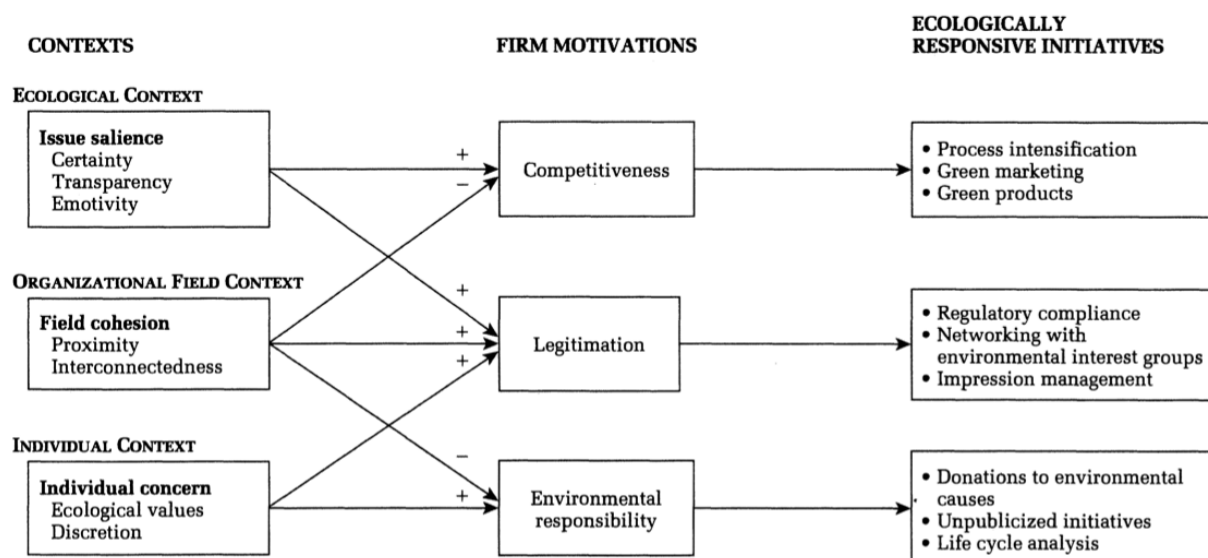 CONTEXTS
FIRM MOTIVATIONS
ECOLOGICALLY
RESPONSIVE INITIATIVES
ECOLOGICAL CONTEXT
Issue salience
Certainty
Transparency
Emotivity
+
−
Competitiveness
• Process intensification
• Green marketing
• Green products
ORGANIZATIONAL FIELD CONTEXT
Field cohesion
Proximity
Interconnectedness
+
+
+
Legitimation
• Regulatory compliance
• Networking with
environmental interest groups
• Impression management
INDIVIDUAL CONTEXT
Individual concern
Ecological values
Discretion
−
+
Environmental
responsibility
• Donations to environmental
causes
• Unpublicized initiatives
• Life cycle analysis